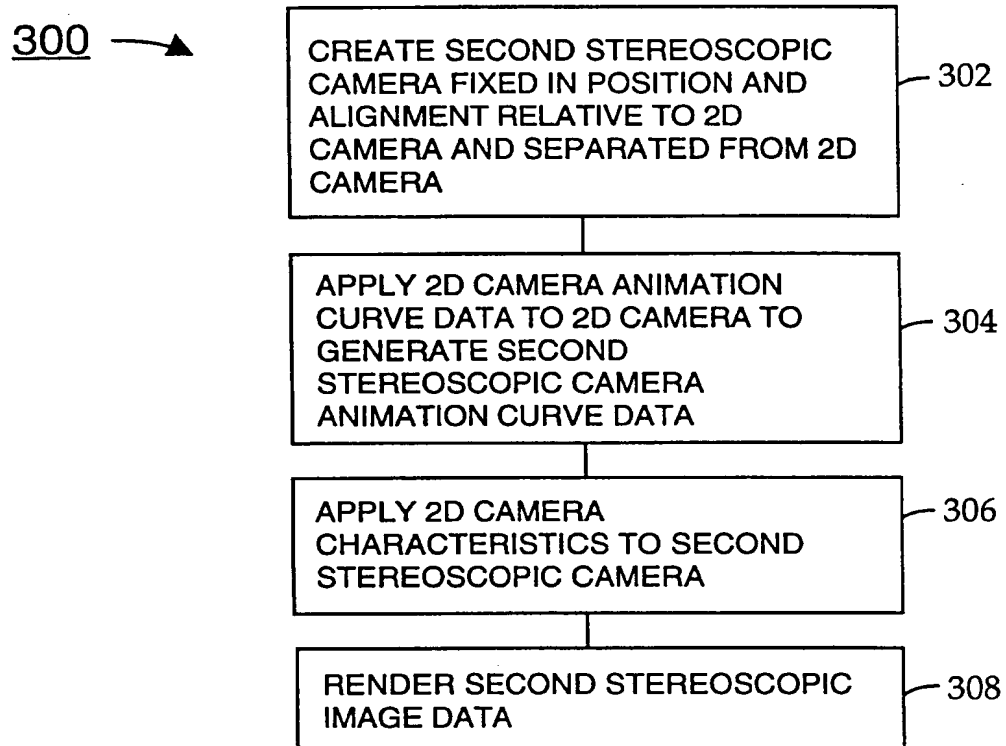 300
CREATE SECOND STEREOSCOPIC
CAMERA FIXED IN POSITION AND
ALIGNMENT RELATIVE TO 2D
CAMERA AND SEPARATED FROM 2D
CAMERA
302
APPLY 2D CAMERA ANIMATION
CURVE DATA TO 2D CAMERA TO
GENERATE SECOND
STEREOSCOPIC CAMERA
ANIMATION CURVE DATA
304
APPLY 2D CAMERA
CHARACTERISTICS TO SECOND
STEREOSCOPIC CAMERA
306
RENDER SECOND STEREOSCOPIC
IMAGE DATA
308